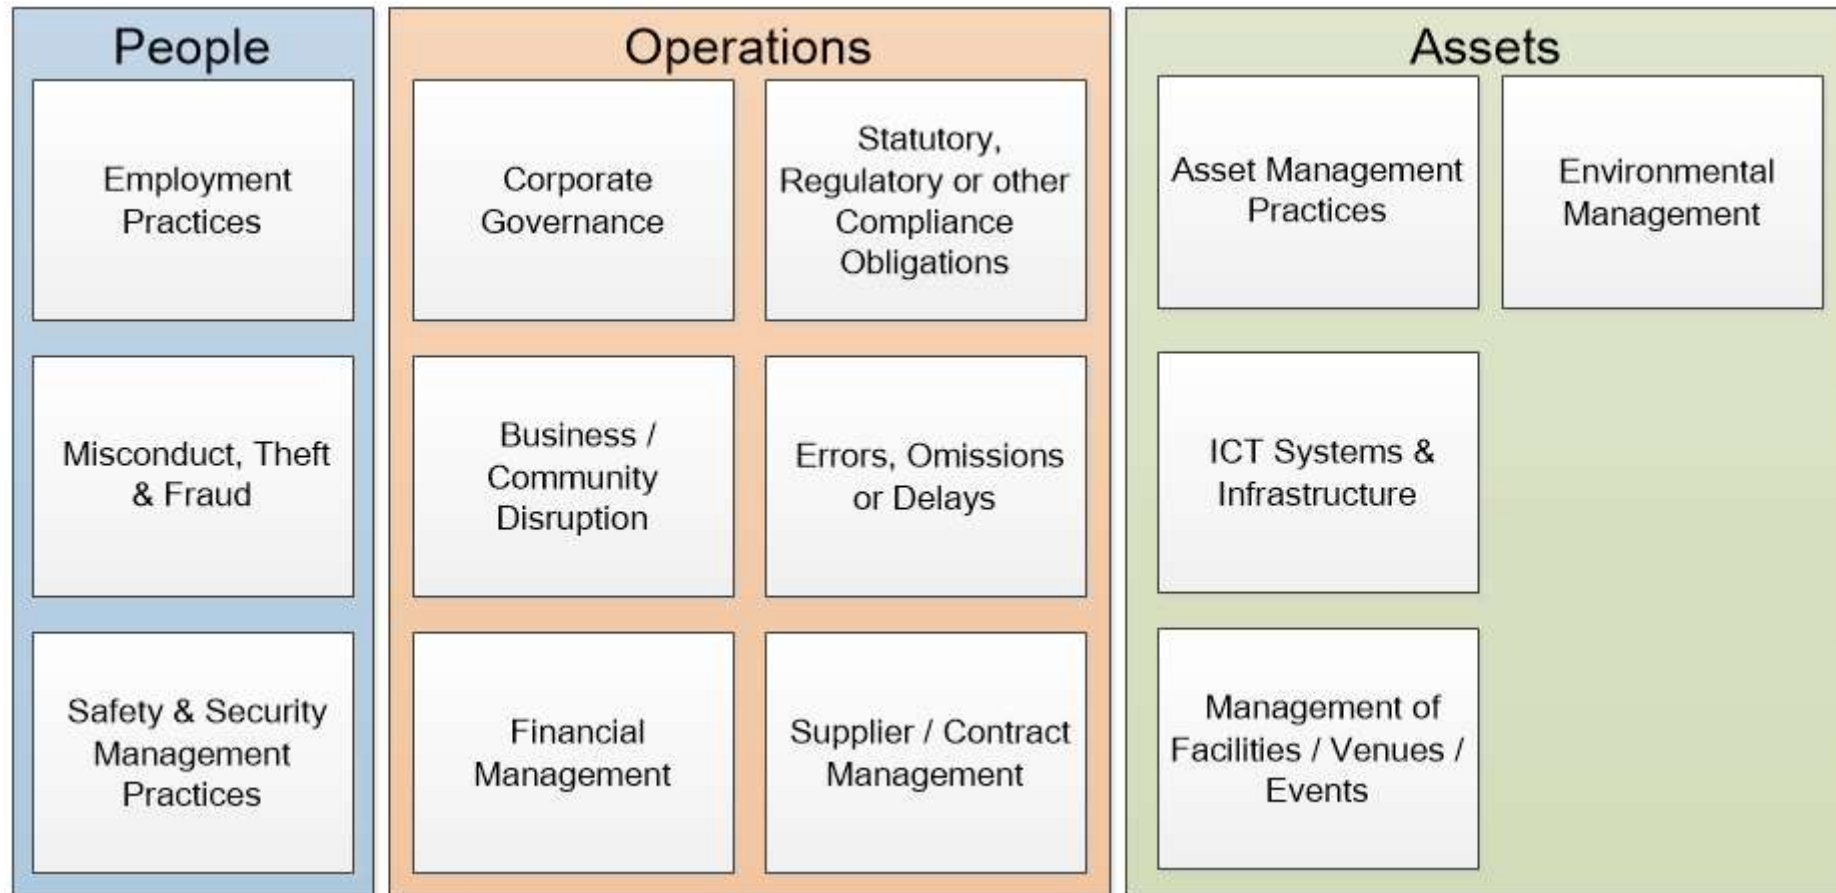 People
Employment
Practices
Misconduct, Theft
& Fraud
Safety & Security
Management
Practices
Operations
Corporate
Governance
Statutory,
Regulatory or other
Compliance
Obligations
Business /
Community
Disruption
Errors, Omissions
or Delays
Financial
Management
Supplier / Contract
Management
Assets
Asset Management
Practices
Environmental
Management
ICT Systems &
Infrastructure
Management of
Facilities / Venues /
Events